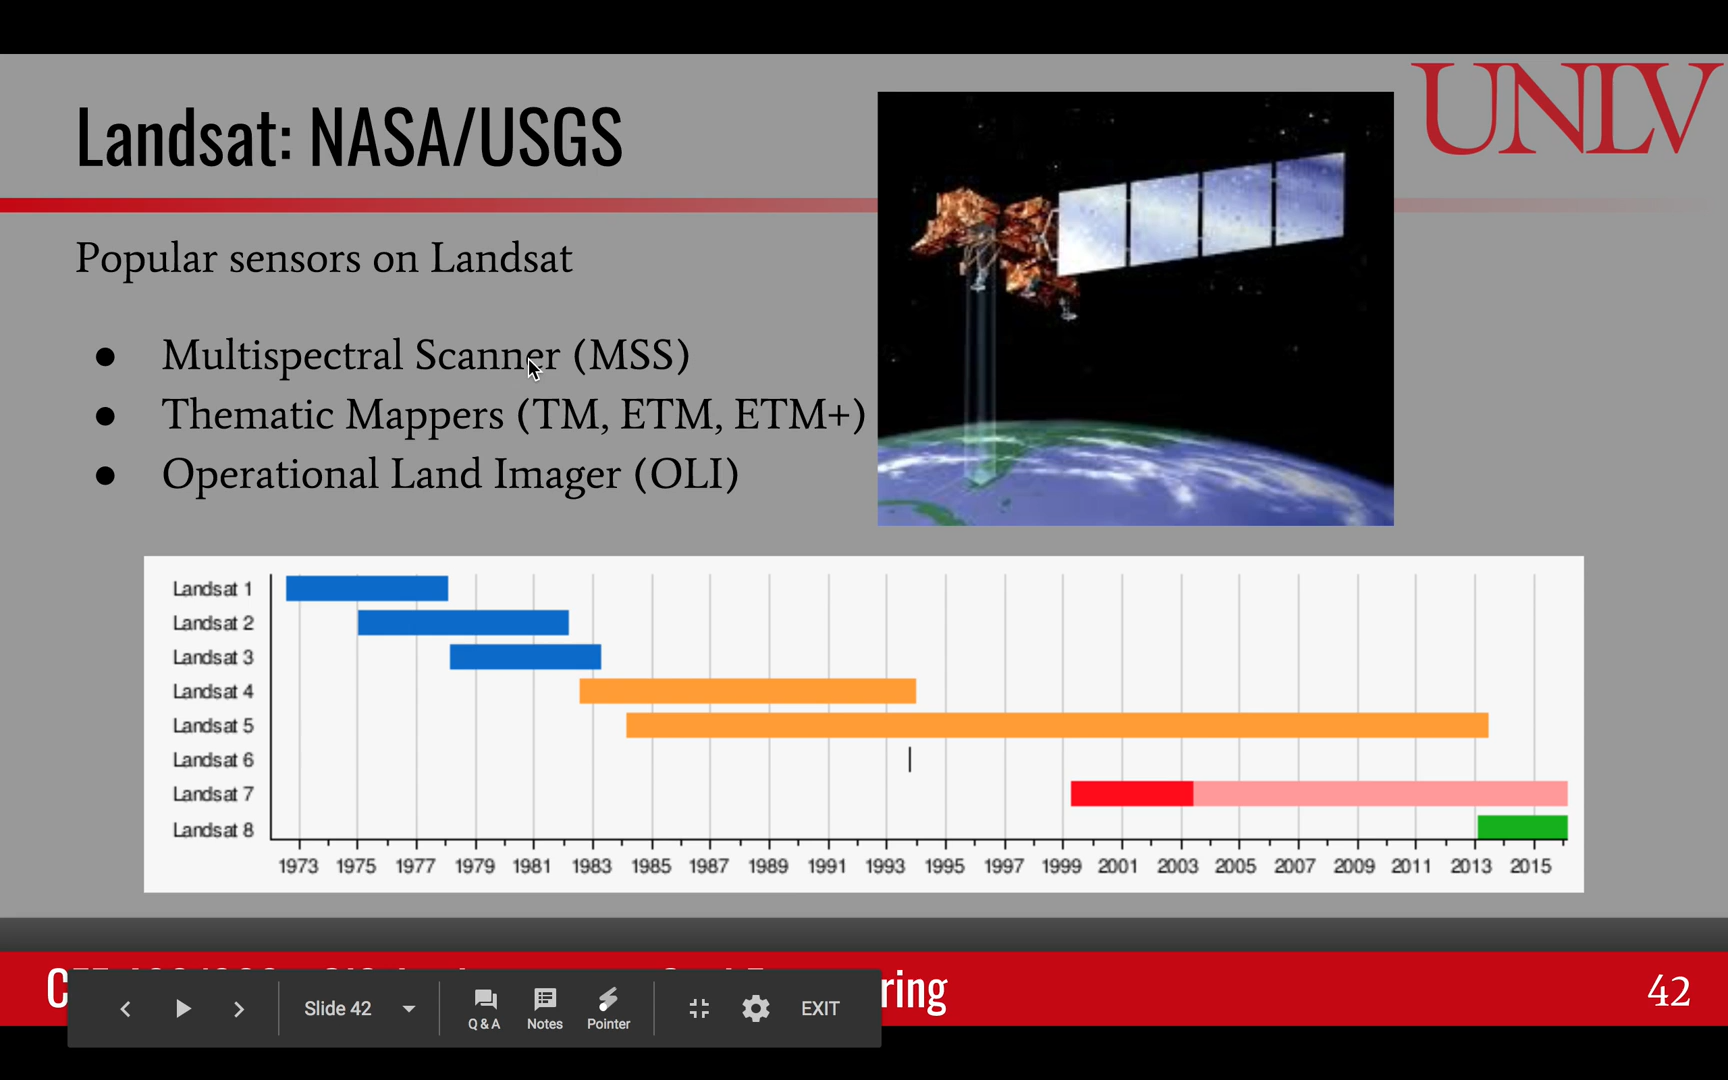 UNLV
Landsat: NASA/USGS
Popular sensors on Landsat
● Multispectral Scanner (MSS)
● Thematic Mappers (TM, ETM, ETM+)
● Operational Land Imager (OLI)
Landsat 1
Landsat 2
Landsat 3
Landsat 4
Landsat 5
Landsat 6
Landsat 7
Landsat 8
1973 1975 1977 1979 1981 1983 1985 1987 1989 1991 1993 1995 1997 1999 2001 2003 2005 2007 2009 2011 2013 2015
ring 42
Slide 42 Q & A Notes Pointer EXIT